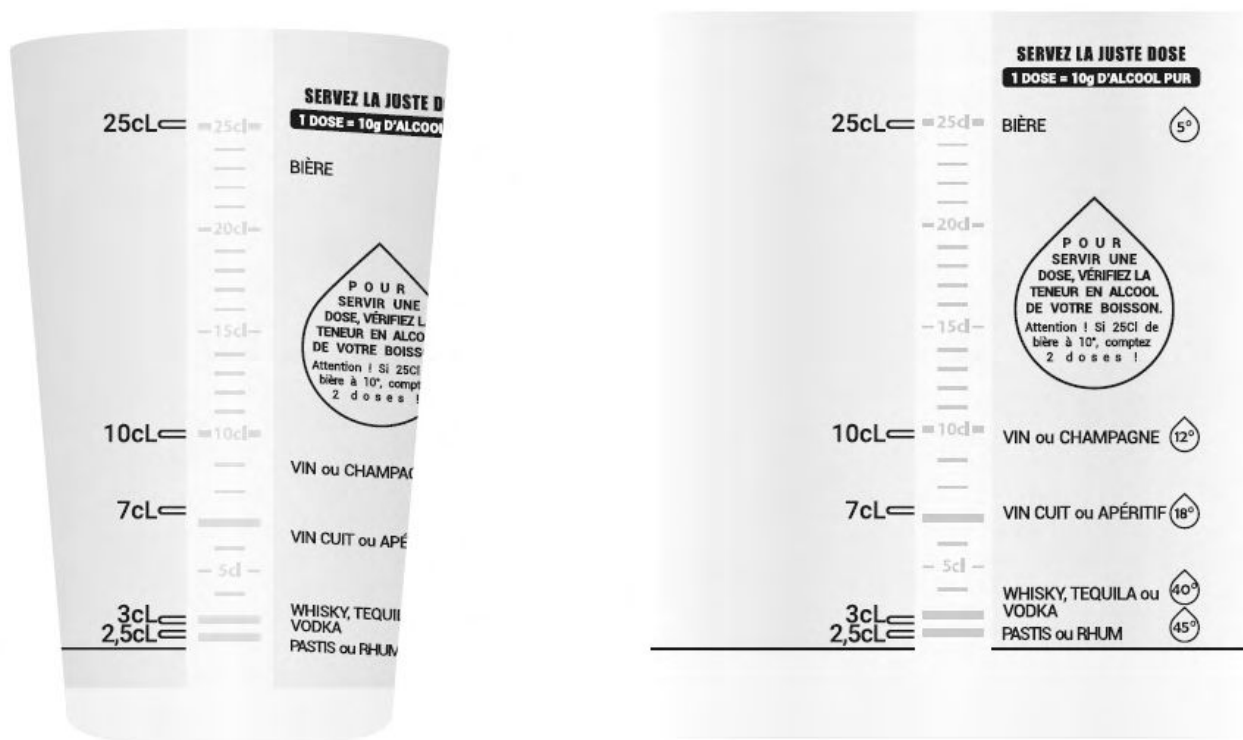 SERVEZ LA JUSTE D
1 DOSE = 10g D'ALCOOL
25cL
25cl
BIÈRE
20cl
POUR
SERVIR UNE
DOSE, VÉRIFIEZ L
TENEUR EN ALCO
DE VOTRE BOISS
Attention ! Si 25Cl
bière à 10°, compt
2 doses !
15cl
10cL
10cl
VIN ou CHAMPAG
7cL
VIN CUIT ou APÉ
5cl
3cL
WHISKY, TEQUIL
VODKA
2,5cL
PASTIS ou RHUM
SERVEZ LA JUSTE DOSE
1 DOSE = 10g D'ALCOOL PUR
25cL
25cl
BIÈRE
5°
20cl
POUR
SERVIR UNE
DOSE, VÉRIFIEZ LA
TENEUR EN ALCOOL
DE VOTRE BOISSON.
Attention ! Si 25Cl de
bière à 10°, comptez
2 doses !
15cl
10cL
10cl
VIN ou CHAMPAGNE
12°
7cL
VIN CUIT ou APÉRITIF
18°
5cl
WHISKY, TEQUILA ou
VODKA
40°
3cL
2,5cL
PASTIS ou RHUM
45°